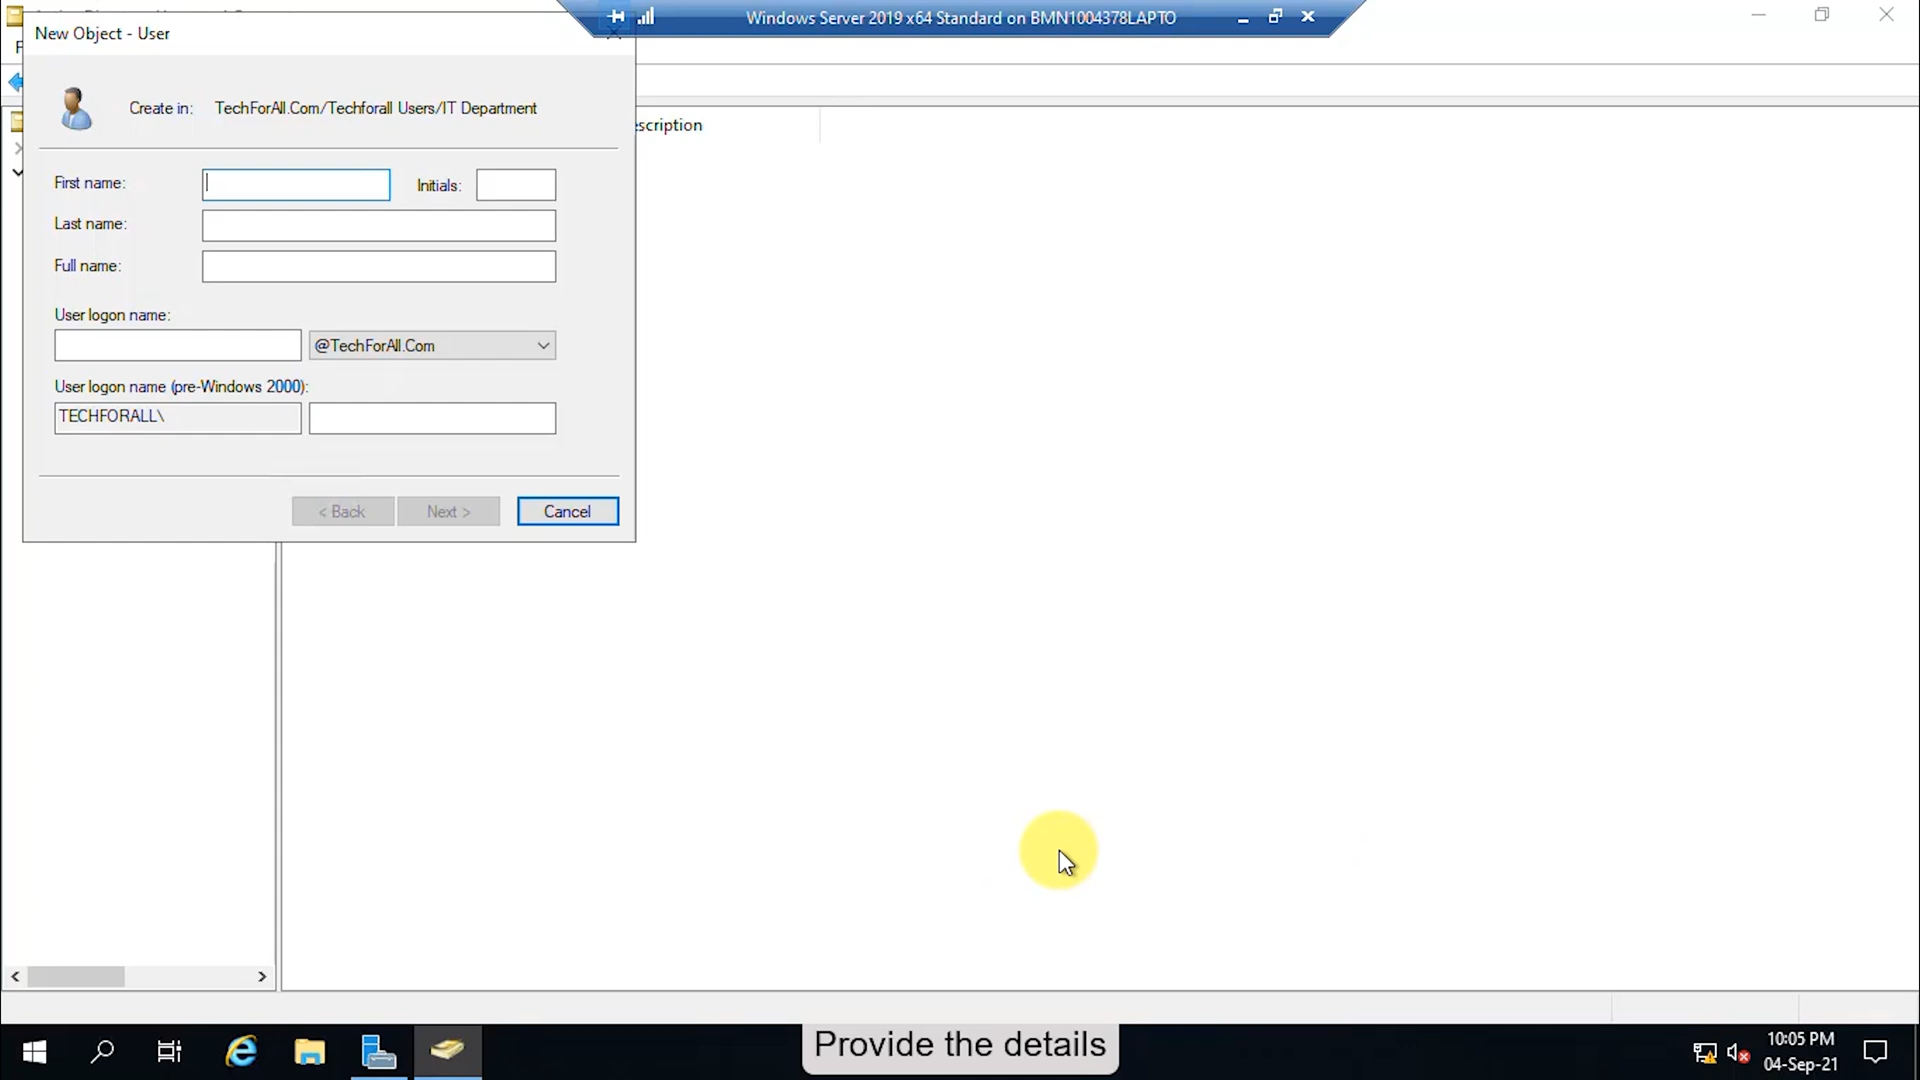 Windows Server 2019 x64 Standard on BMN1004378LAPTO
New Object - User
Create in: TechForAll.Com/Techforall Users/IT Department
escription
First name:
Initials:
Last name:
Full name:
User logon name:
@TechForAll.Com
User logon name (pre-Windows 2000):
TECHFORALL\
< Back
Next >
Cancel
Provide the details
10:05 PM
04-Sep-21